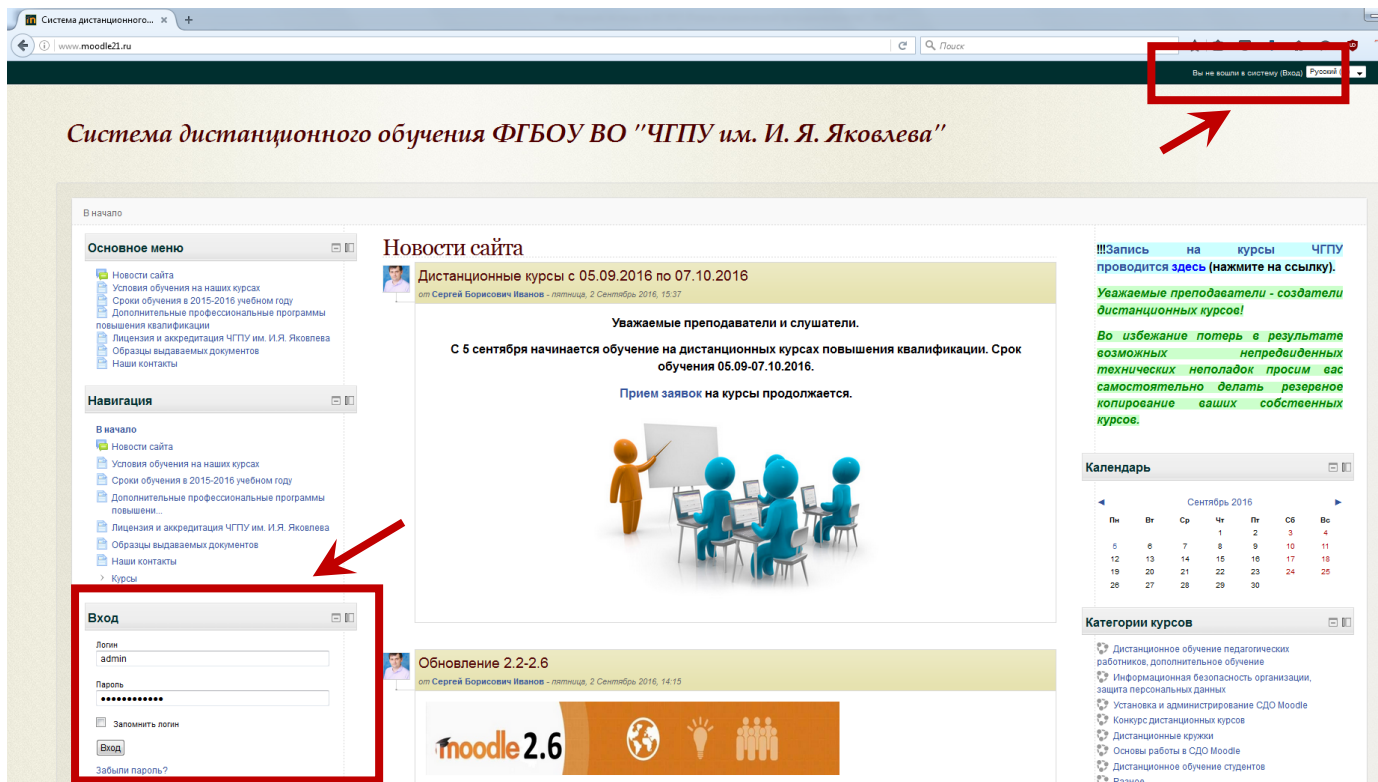 Система дистанционного...
www.moodle21.ru
Поиск
Вы не вошли в систему (Вход)
Русский
Система дистанционного обучения ФГБОУ ВО "ЧГПУ им. И. Я. Яковлева"
В начало
Основное меню
Новости сайта
Условия обучения на наших курсах
Сроки обучения в 2015-2016 учебном году
Дополнительные профессиональные программы
повышения квалификации
Лицензия и аккредитация ЧГПУ им. И.Я. Яковлева
Образцы выдаваемых документов
Наши контакты
Навигация
В начало
Новости сайта
Условия обучения на наших курсах
Сроки обучения в 2015-2016 учебном году
Дополнительные профессиональные программы
повышени...
Лицензия и аккредитация ЧГПУ им. И.Я. Яковлева
Образцы выдаваемых документов
Наши контакты
Курсы
Вход
Логин
admin
Пароль
Запомнить логин
Вход
Забыли пароль?
Новости сайта
Дистанционные курсы с 05.09.2016 по 07.10.2016
от Сергей Борисович Иванов - пятница, 2 Сентябрь 2016, 15:37
Уважаемые преподаватели и слушатели.
С 5 сентября начинается обучение на дистанционных курсах повышения квалификации. Срок
обучения 05.09-07.10.2016.
Прием заявок на курсы продолжается.
Обновление 2.2-2.6
от Сергей Борисович Иванов - пятница, 2 Сентябрь 2016, 14:15
moodle 2.6
!!!Запись на курсы ЧГПУ
проводится здесь (нажмите на ссылку).
Уважаемые преподаватели - создатели
дистанционных курсов!
Во избежание потерь в результате
возможных непредвиденных
технических неполадок просим вас
самостоятельно делать резервное
копирование ваших собственных
курсов.
Календарь
Сентябрь 2016
Пн Вт Ср Чт Пт Сб Вс
1 2 3 4
5 6 7 8 9 10 11
12 13 14 15 16 17 18
19 20 21 22 23 24 25
26 27 28 29 30
Категории курсов
Дистанционное обучение педагогических
работников, дополнительное обучение
Информационная безопасность организации,
защита персональных данных
Установка и администрирование СДО Moodle
Конкурс дистанционных курсов
Дистанционные кружки
Основы работы в СДО Moodle
Дистанционное обучение студентов
Разное